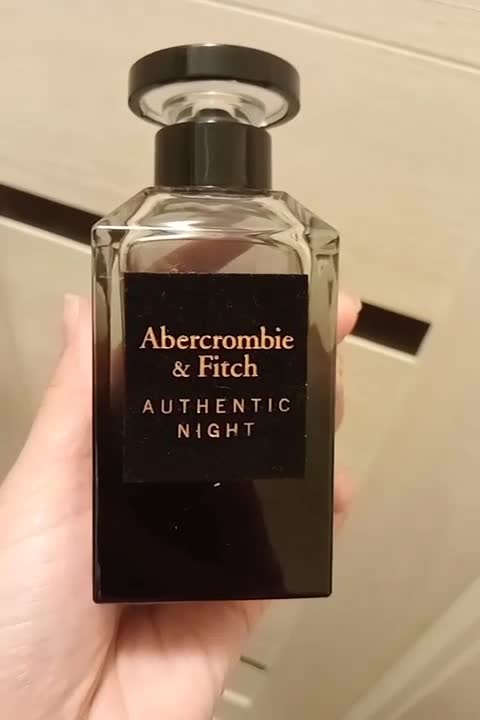 Abercrombie
& Fitch
AUTHENTIC
NIGHT